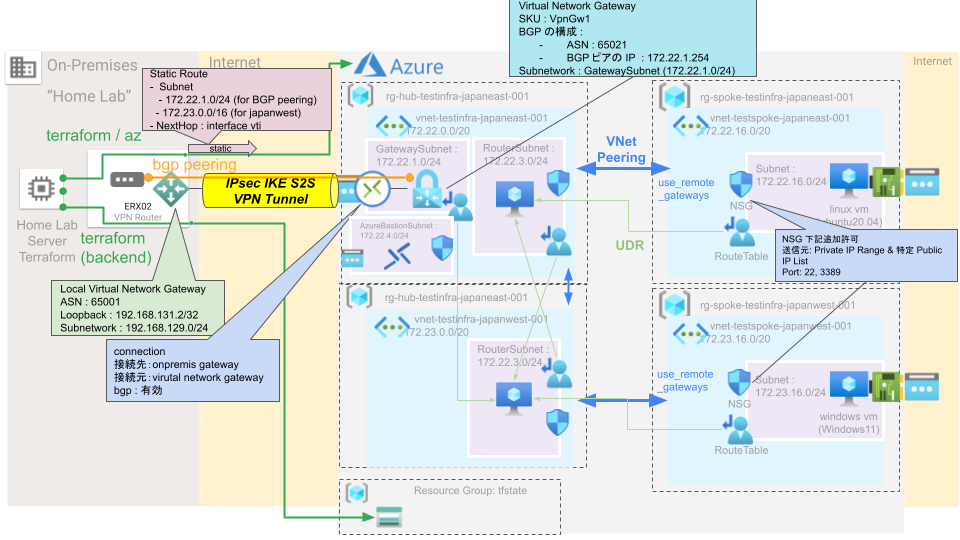 Virtual Network Gateway
SKU : VpnGw1
BGP の構成 :
- ASN : 65021
- BGP ピアの IP : 172.22.1.254
Subnetwork : GatewaySubnet (172.22.1.0/24)
On-Premises
“Home Lab”
Internet
Static Route
- Subnet
- 172.22.1.0/24 (for BGP peering)
- 172.23.0.0/16 (for japanwest)
- NextHop : interface vti
static
Azure
Internet
terraform / az
bgp peering
IPsec IKE S2S
VPN Tunnel
ERX02
VPN Router
Home Lab
Server
Terraform
terraform
(backend)
Local Virtual Network Gateway
ASN : 65001
Loopback : 192.168.131.2/32
Subnetwork : 192.168.129.0/24
connection
接続先 : onpremis gateway
接続元 : virutal network gateway
bgp : 有効
rg-hub-testinfra-japaneast-001
vnet-testinfra-japaneast-001
172.22.0.0/20
GatewaySubnet :
172.22.1.0/24
RouterSubnet :
172.22.3.0/24
AzureBastionSubnet :
172.22.4.0/24
VNet
Peering
use_remote
_gateways
UDR
rg-spoke-testinfra-japaneast-001
vnet-testspoke-japaneast-001
172.22.16.0/20
Subnet :
172.22.16.0/24
NSG
RouteTable
linux vm
ubuntu20.04)
NSG 下記追加許可
送信元: Private IP Range & 特定 Public
IP List
Port: 22, 3389
rg-hub-testinfra-japaneast-001
vnet-testinfra-japanwest-001
172.23.0.0/20
RouterSubnet :
172.22.3.0/24
use_remote
_gateways
rg-spoke-testinfra-japanwest-001
vnet-testspoke-japanwest-001
172.23.16.0/20
Subnet :
172.23.16.0/24
NSG
RouteTable
windows vm
(Windows11)
Resource Group: tfstate